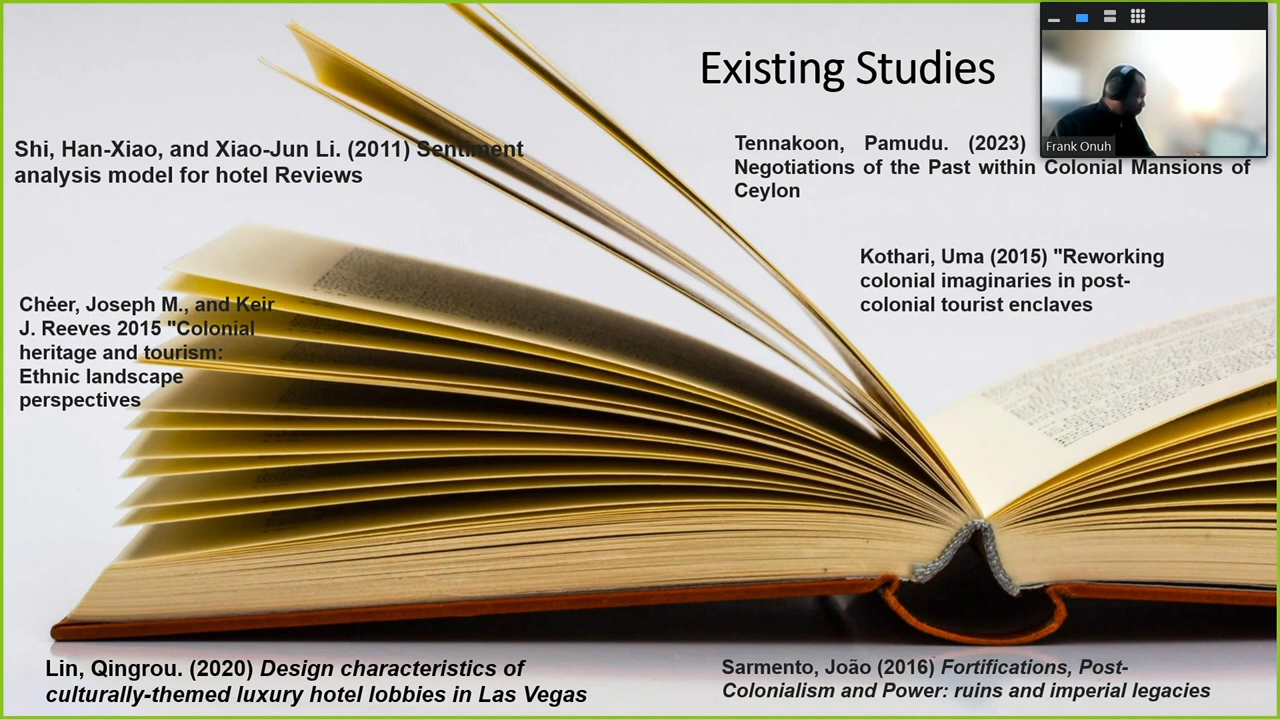 Existing Studies
Frank Onuh
Shi, Han-Xiao, and Xiao-Jun Li. (2011) Sentiment
analysis model for hotel Reviews
Tennakoon, Pamudu. (2023)
Negotiations of the Past within Colonial Mansions of
Ceylon
Kothari, Uma (2015) "Reworking
colonial imaginaries in post-
colonial tourist enclaves
Cheer, Joseph M., and Keir
J. Reeves 2015 "Colonial
heritage and tourism:
Ethnic landscape
perspectives
Lin, Qingrou. (2020) Design characteristics of
culturally-themed luxury hotel lobbies in Las Vegas
Sarmento, João (2016) Fortifications, Post-
Colonialism and Power: ruins and imperial legacies